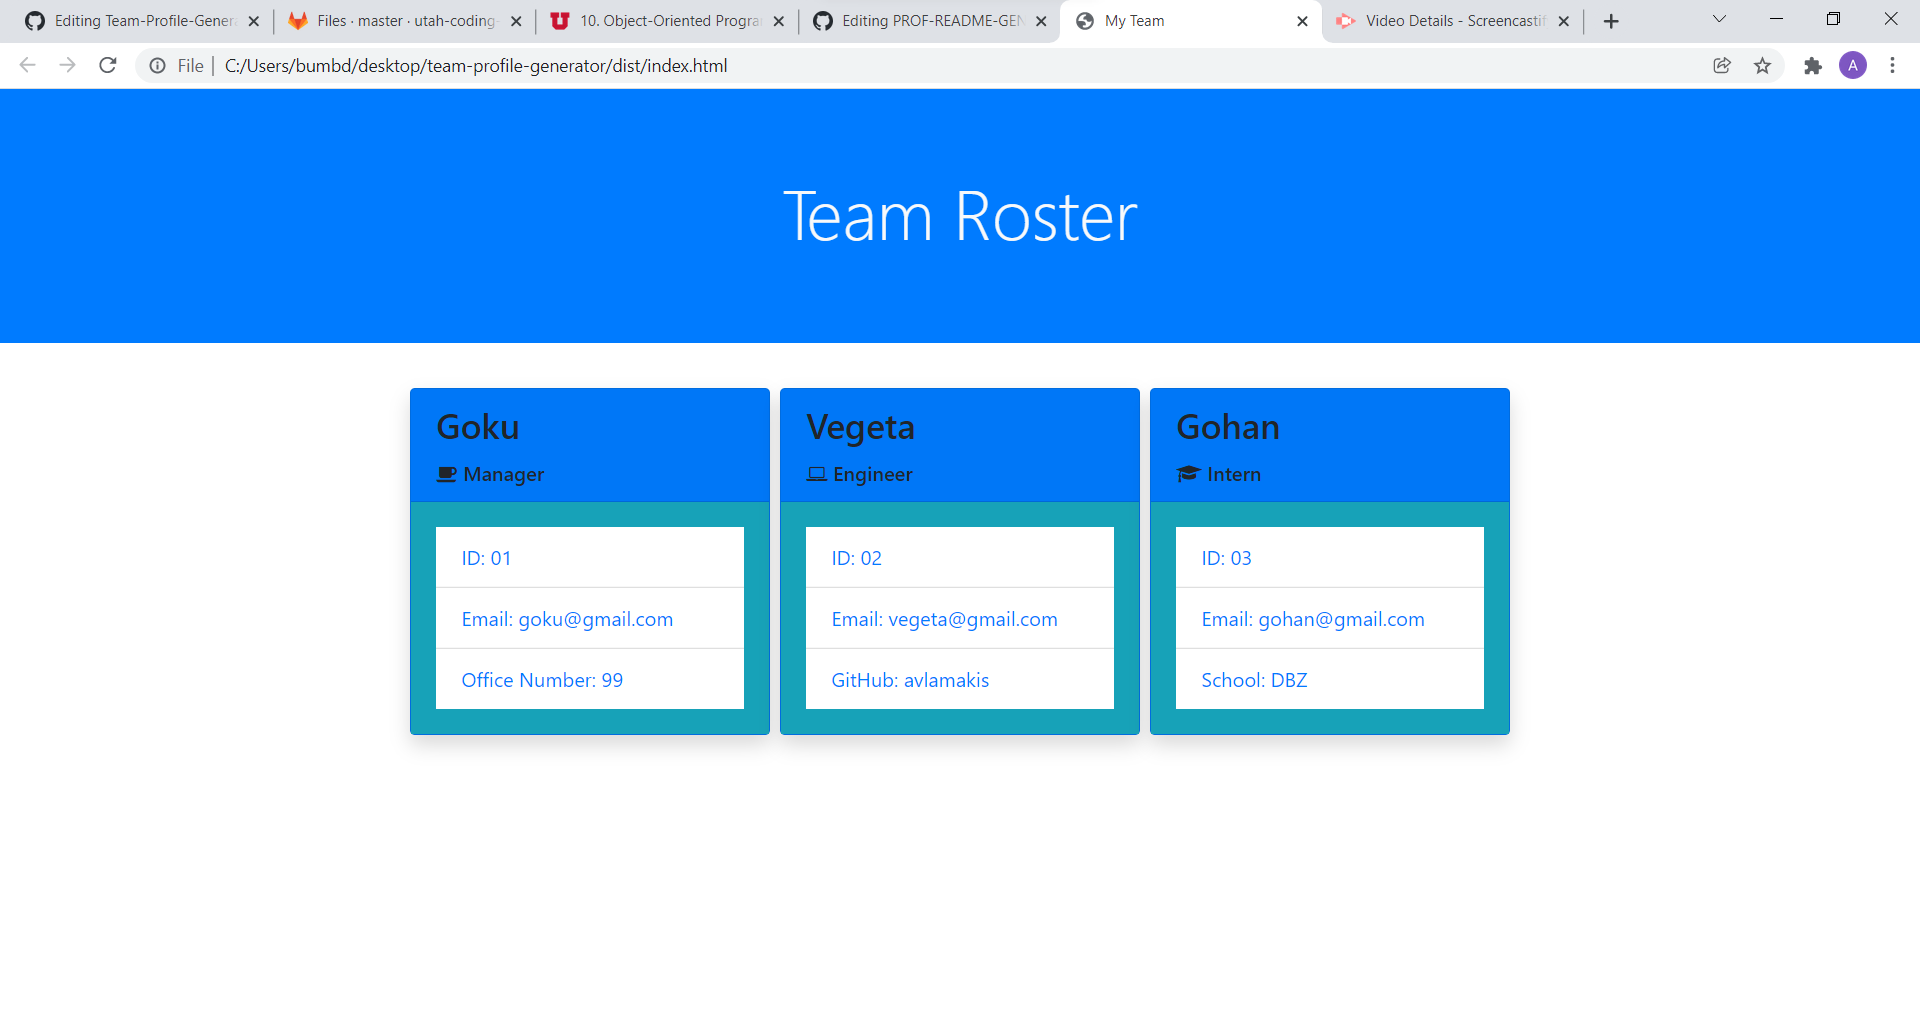 Editing Team-Profile-Genera
Files · master · utah-coding-
10. Object-Oriented Progra
Editing PROF-README-GEN
My Team
Video Details - Screencastif
File | C:/Users/bumbd/desktop/team-profile-generator/dist/index.html
A
Team Roster
Goku
Manager
ID: 01
Email: goku@gmail.com
Office Number: 99
Vegeta
Engineer
ID: 02
Email: vegeta@gmail.com
GitHub: avlamakis
Gohan
Intern
ID: 03
Email: gohan@gmail.com
School: DBZ